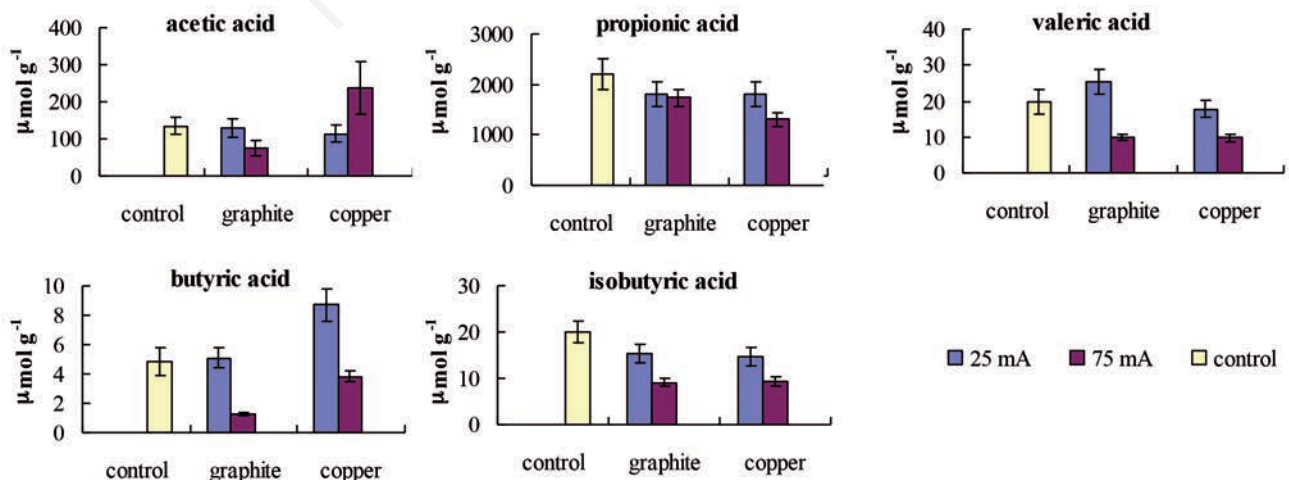 acetic acid
400
300
200
100
0
µmol g-1
control graphite copper
propionic acid
3000
2000
1000
0
µmol g-1
control graphite copper
valeric acid
40
30
20
10
0
µmol g-1
control graphite copper
butyric acid
10
8
6
4
2
0
µmol g-1
control graphite copper
isobutyric acid
30
20
10
0
µmol g-1
control graphite copper
25 mA 75 mA control